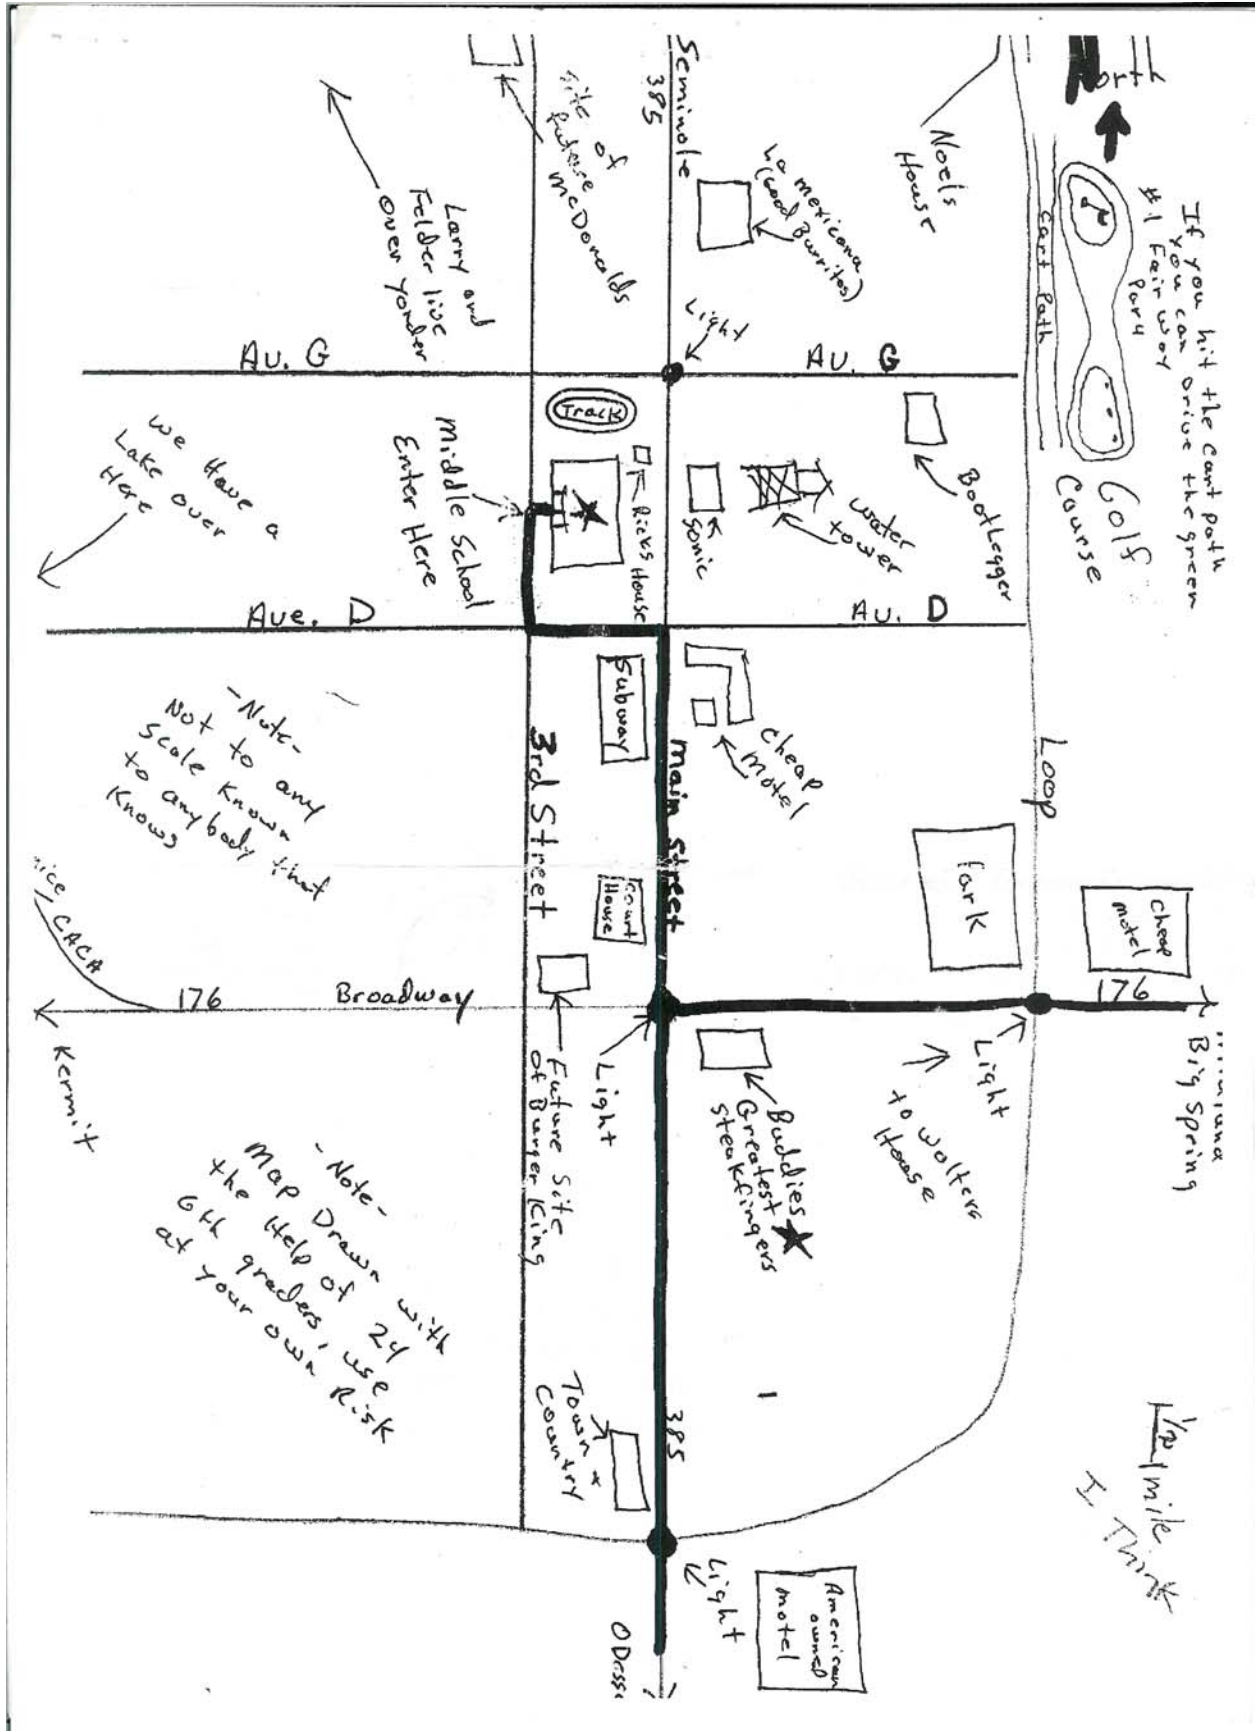 North
If you hit the Cart path
you can drive the green
#1 Fairway
Par 4
Cart Path
Golf
Course
Noels
House
Seminole
385
La mexicana
(Good Burritos)
site of
future
mcDonalds
Larry and
Felder live
over yonder
Light
Av. G
Av. G
Track
Middle School
Enter Here
Ricks House
Sonic
water
tower
Bootlegger
We Have a
Lake over
Here
Ave. D
Av. D
Subway
Cheap
motel
3rd Street
main street
Loop
-Note-
Not to any
Scale Known
to anybody that
Knows
Court
House
Park
Cheap
motel
CACA
176
Broadway
176
Kermit
Big Spring
Light
Light
to Wolters
House
Buddies
Greatest
steakfingers
Future Site
of Burger King
-Note-
Map Drawn with
the Help of 24
6th graders, use
at your own Risk
Town &
Country
385
1/2 mile
I Think
Light
American
owned
motel